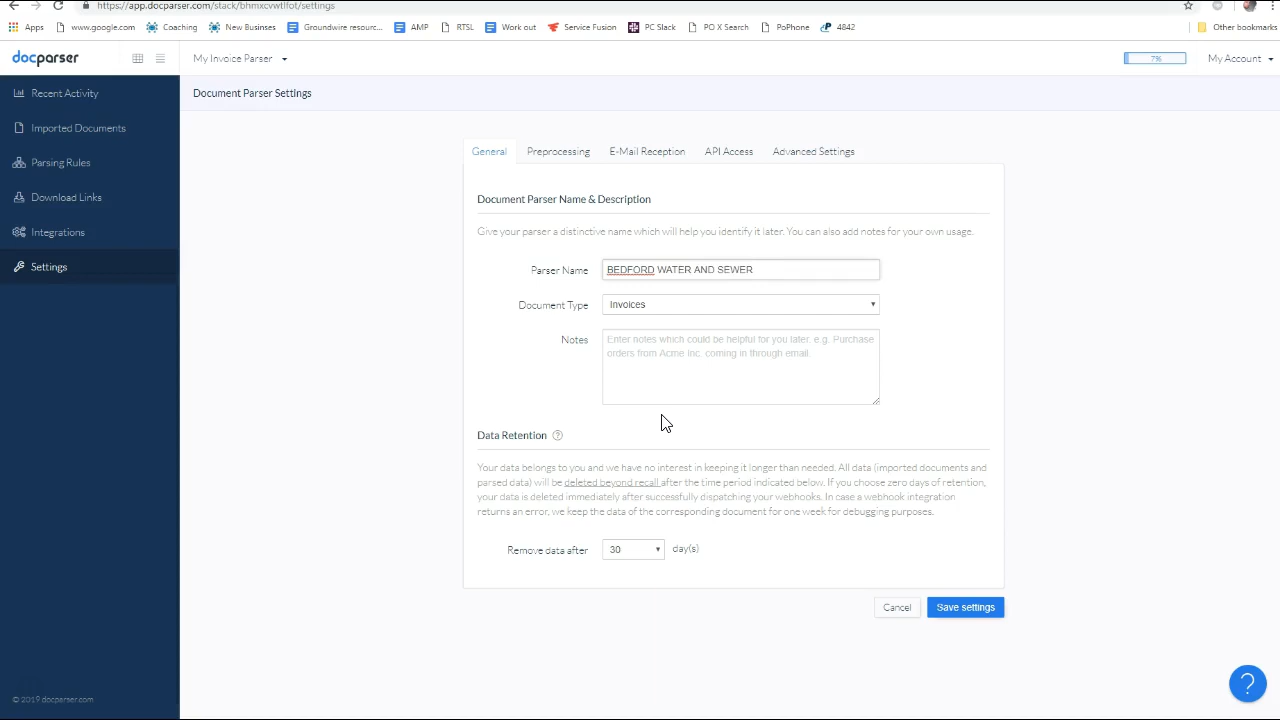 https://app.docparser.com/stack/bhmxcvwtlfot/settings
Apps www.google.com Coaching New Businses Groundwire resourc... AMP RTSL Work out Service Fusion PC Slack PO X Search PoPhone 4842 Other bookmarks
docparser My Invoice Parser 7% My Account
Recent Activity
Imported Documents
Parsing Rules
Download Links
Integrations
Settings
© 2019 docparser.com
Document Parser Settings
General Preprocessing E-Mail Reception API Access Advanced Settings
Document Parser Name & Description
Give your parser a distinctive name which will help you identify it later. You can also add notes for your own usage.
Parser Name BEDFORD WATER AND SEWER
Document Type Invoices
Notes Enter notes which could be helpful for you later. e.g. Purchase
orders from Acme Inc. coming in through email.
Data Retention ?
Your data belongs to you and we have no interest in keeping it longer than needed. All data (imported documents and
parsed data) will be deleted beyond recall after the time period indicated below. If you choose zero days of retention,
your data is deleted immediately after successfully dispatching your webhooks. In case a webhook integration
returns an error, we keep the data of the corresponding document for one week for debugging purposes.
Remove data after 30 day(s)
Cancel Save settings
?